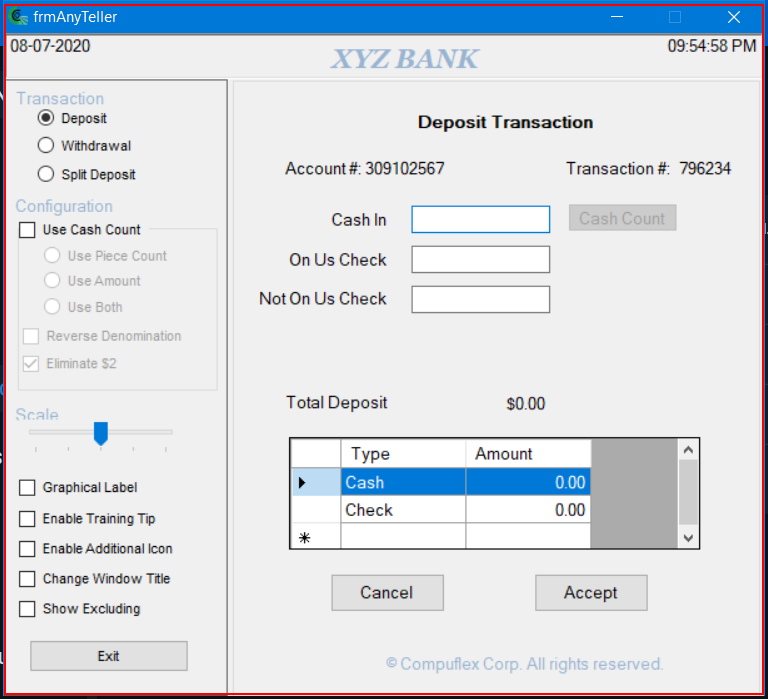 frmAnyTeller
08-07-2020
XYZ BANK
09:54:58 PM
Transaction
Deposit
Withdrawal
Split Deposit
Configuration
Use Cash Count
Use Piece Count
Use Amount
Use Both
Reverse Denomination
Eliminate $2
Scale
Graphical Label
Enable Training Tip
Enable Additional Icon
Change Window Title
Show Excluding
Exit
Deposit Transaction
Account #: 309102567 Transaction #: 796234
Cash In Cash Count
On Us Check
Not On Us Check
Total Deposit $0.00
Type Amount
Cash 0.00
Check 0.00
Cancel Accept
© Compuflex Corp. All rights reserved.